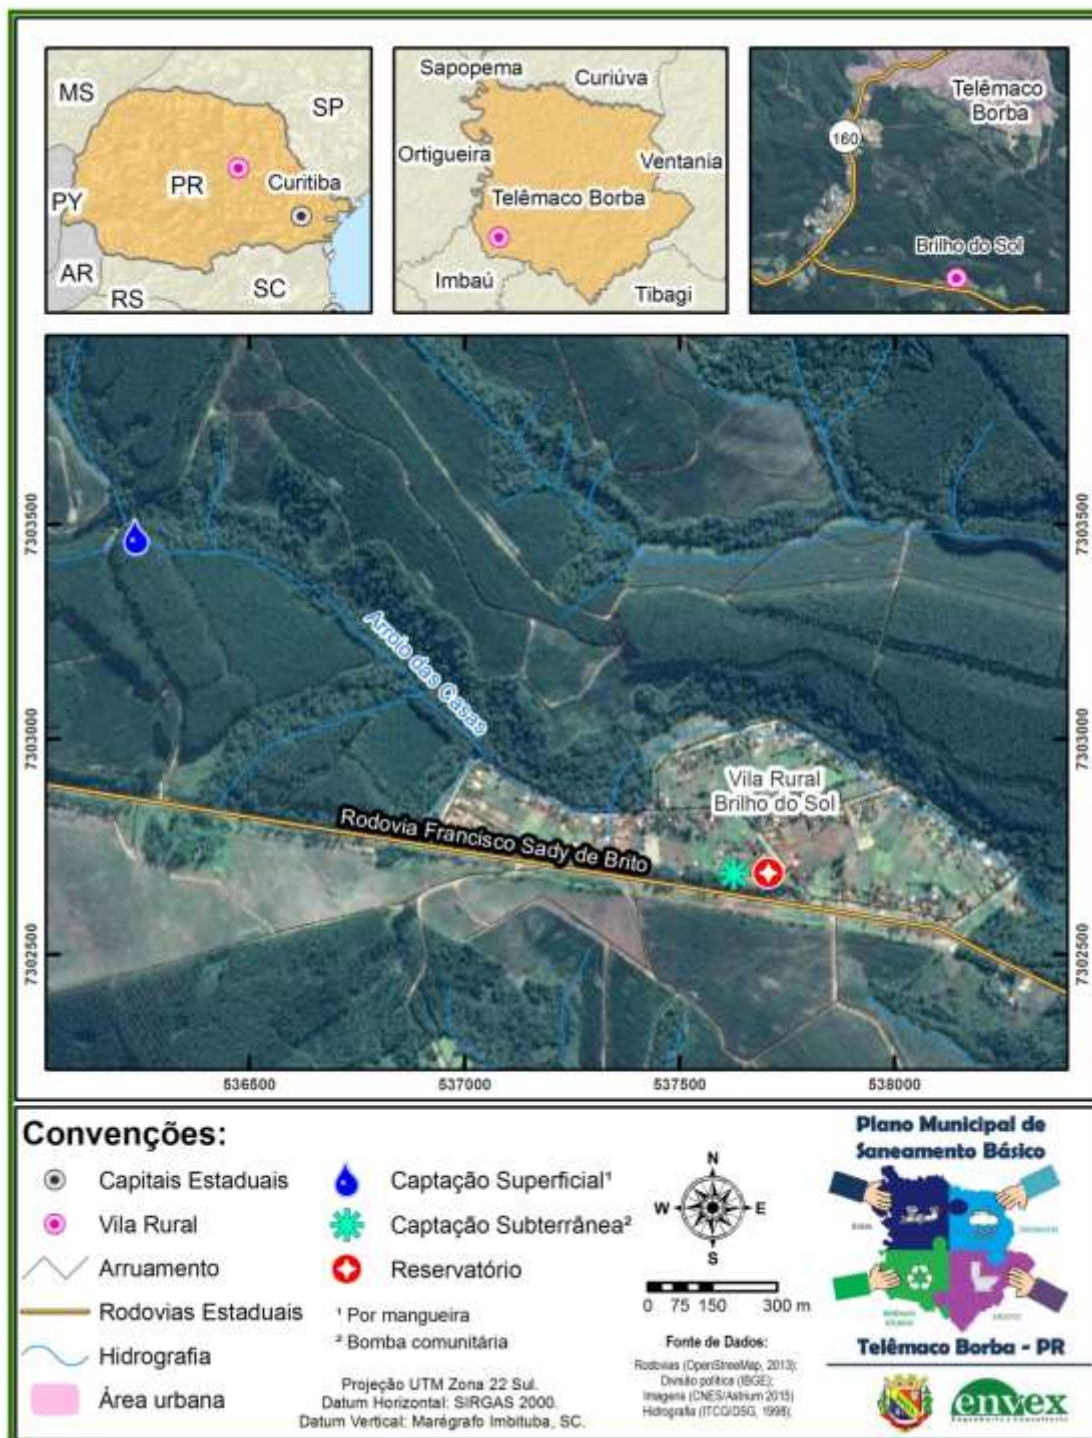 MS
SP
PR
Curitiba
PY
AR
RS
SC
Sapopema
Curiúva
Ortigueira
Ventania
Telêmaco Borba
Imbaú
Tibagi
Telêmaco
Borba
160
Brilho do Sol
7303500
7303500
Arroio das Casas
7303000
7303000
Vila Rural
Brilho do Sol
Rodovia Francisco Sady de Brito
7302500
7302500
536500
537000
537500
538000
Convenções:
Capitais Estaduais
Vila Rural
Arruamento
Rodovias Estaduais
Hidrografia
Área urbana
Captação Superficial¹
Captação Subterrânea²
Reservatório
¹ Por mangueira
² Bomba comunitária
Projeção UTM Zona 22 Sul.
Datum Horizontal: SIRGAS 2000.
Datum Vertical: Marégrafo Imbituba, SC.
N
W
E
S
0 75 150 300 m
Fonte de Dados:
Rodovias (OpenStreeMap, 2013);
Divisão política (IBGE);
Imagens (CNES/Astrium 2015)
Hidrografia (ITCG/DSG, 1998);
Plano Municipal de
Saneamento Básico
Telêmaco Borba - PR
envex